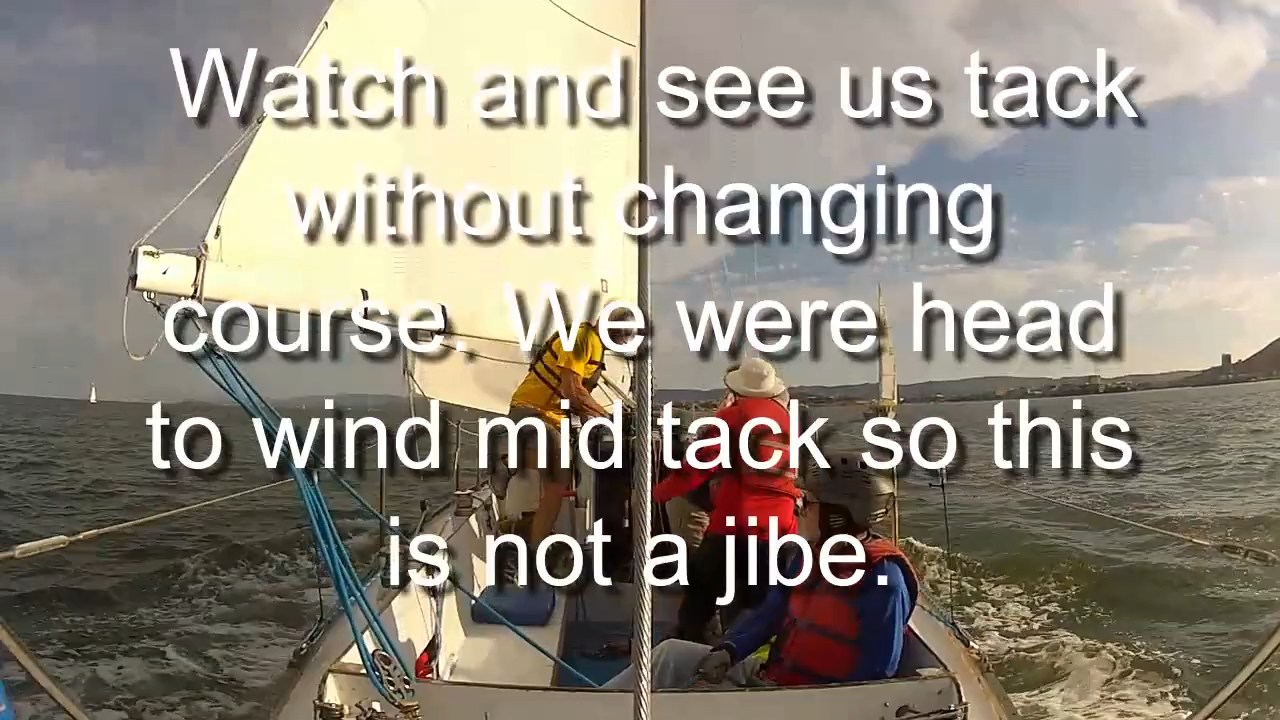 Watch and see us tack
without changing
course. We were head
to wind mid tack so this
is not a jibe.